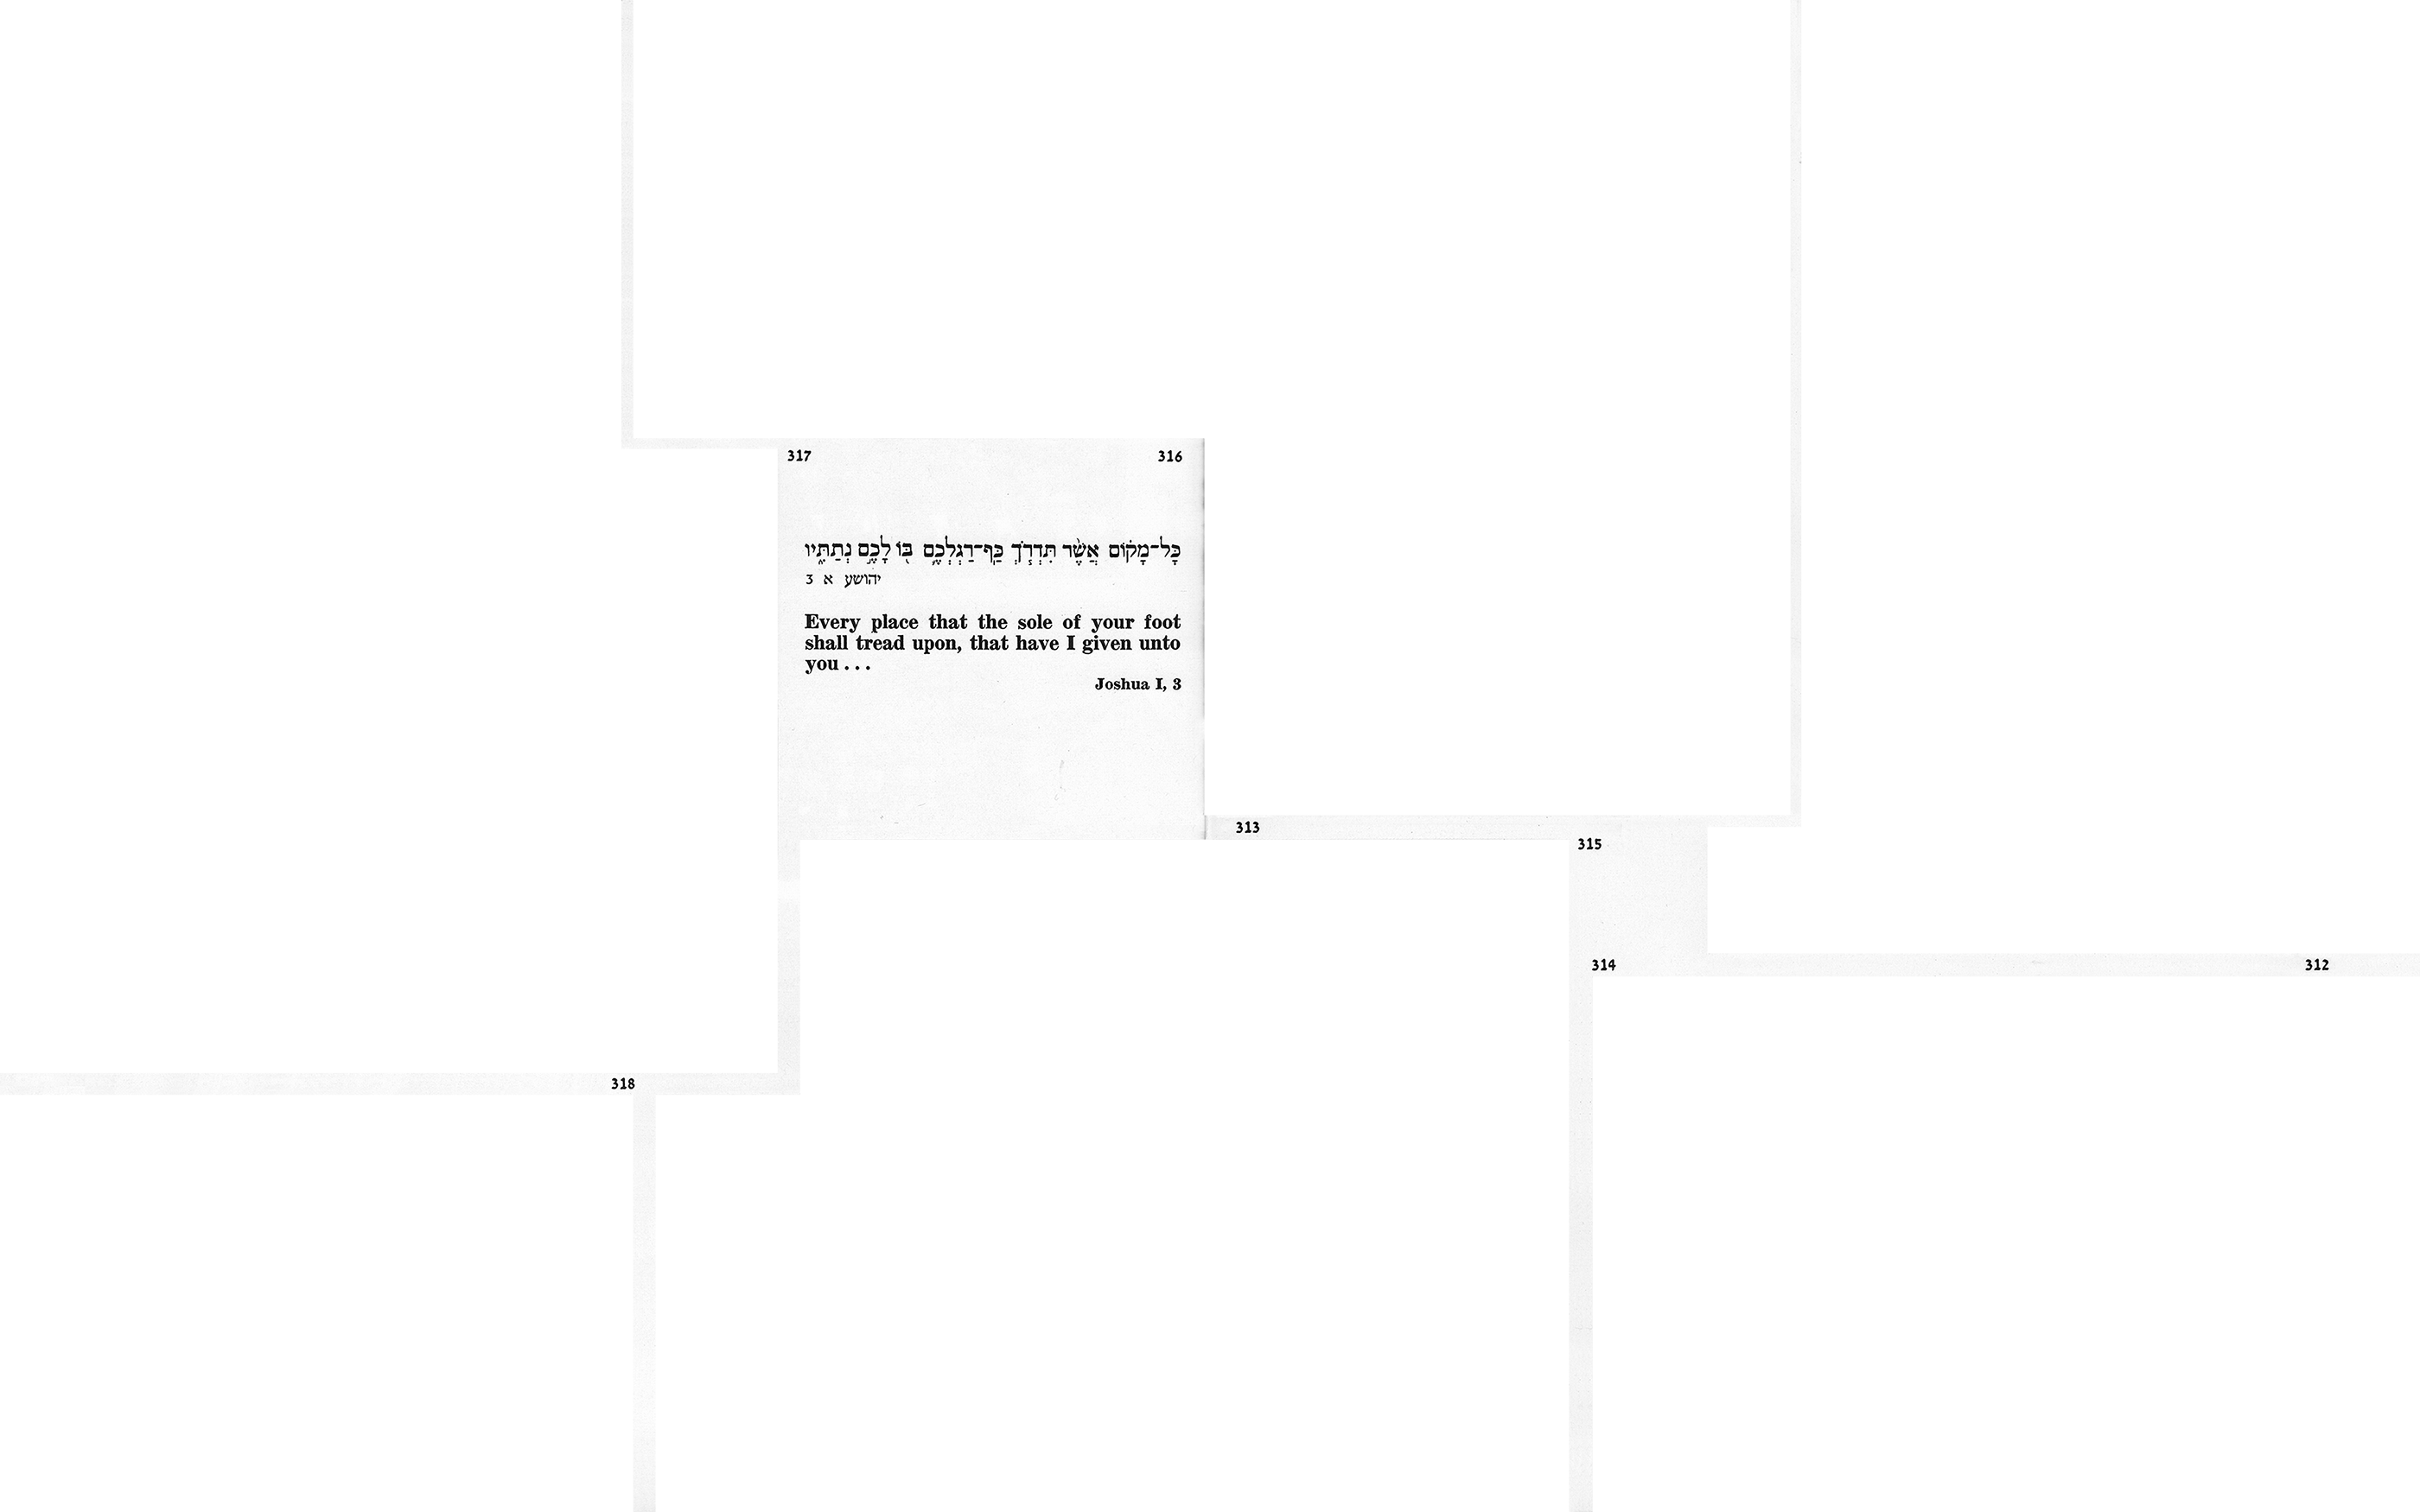 317 316
כָּל־מָק֗וֹם אֲשֶׁ֨ר תִּדְרֹ֧ךְ כַּֽף־רַגְלְכֶ֛ם בּ֖וֹ לָכֶ֣ם נְתַתִּ֑יו
יהושע א 3
Every place that the sole of your foot
shall tread upon, that have I given unto
you . . .
Joshua I, 3
313
315
314 312
318